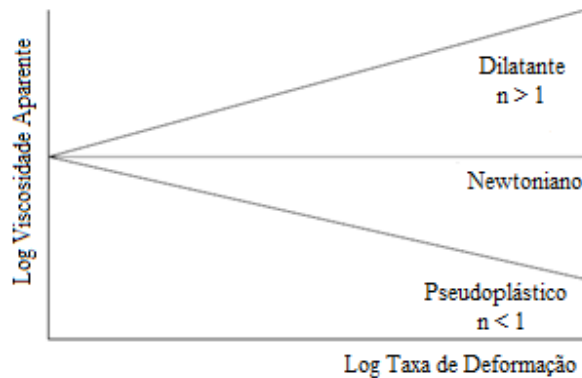 Log Viscosidade Aparente
Dilatante
n > 1
Newtoniano
Pseudoplástico
n < 1
Log Taxa de Deformação